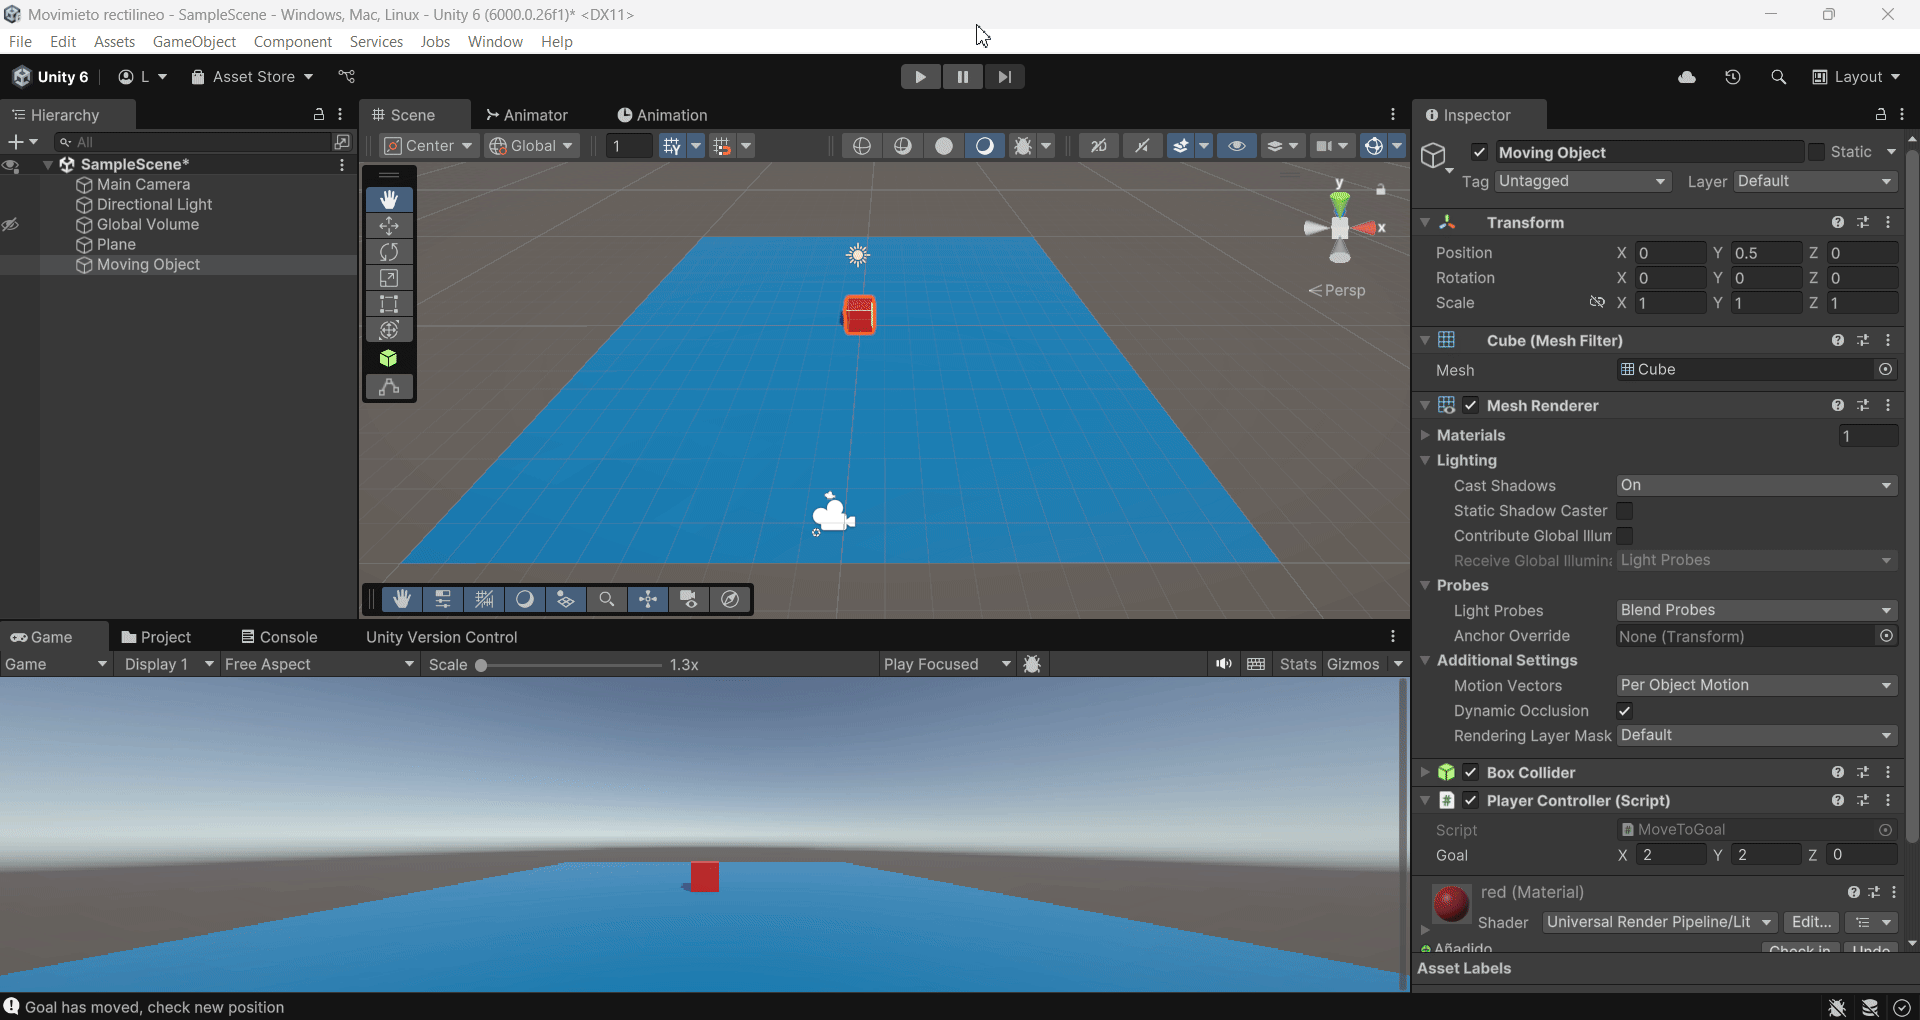 Movimieto rectilineo - SampleScene - Windows, Mac, Linux - Unity 6 (6000.0.26f1)* <DX11>
File Edit Assets GameObject Component Services Jobs Window Help
Unity 6 L Asset Store Layout
Hierarchy
All
SampleScene*
Main Camera
Directional Light
Global Volume
Plane
Moving Object
Scene Animator Animation
Center Global 1 2D
y
x
Persp
Inspector
Moving Object Static
Tag Untagged Layer Default
Transform
Position X 0 Y 0.5 Z 0
Rotation X 0 Y 0 Z 0
Scale X 1 Y 1 Z 1
Cube (Mesh Filter)
Mesh Cube
Mesh Renderer
Materials 1
Lighting
Cast Shadows On
Static Shadow Caster
Contribute Global Illum
Receive Global Illumin Light Probes
Probes
Light Probes Blend Probes
Anchor Override None (Transform)
Additional Settings
Motion Vectors Per Object Motion
Dynamic Occlusion
Rendering Layer Mask Default
Box Collider
Player Controller (Script)
Script MoveToGoal
Goal X 2 Y 2 Z 0
red (Material)
Shader Universal Render Pipeline/Lit Edit...
Añadido Check in Undo
Asset Labels
Game Project Console Unity Version Control
Game Display 1 Free Aspect Scale 1.3x Play Focused Stats Gizmos
Goal has moved, check new position